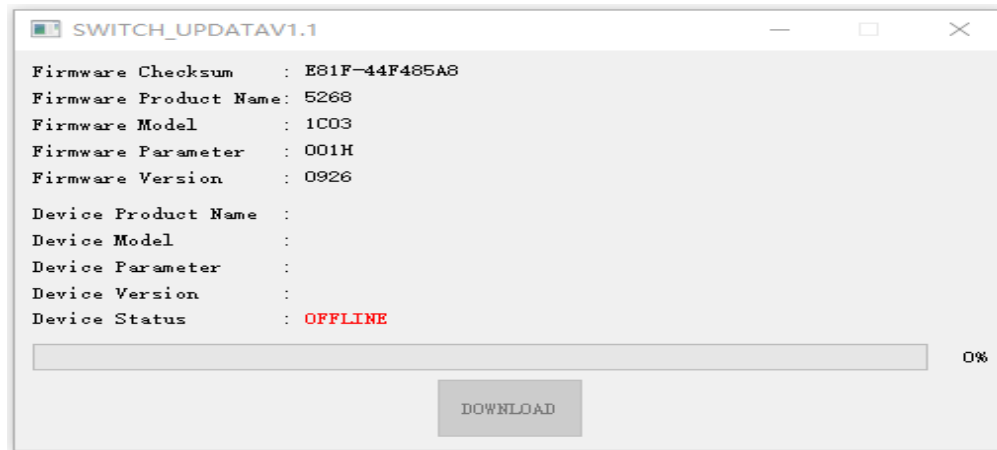 SWITCH_UPDATAV1.1
Firmware Checksum : E81F-44F485A8
Firmware Product Name: 5268
Firmware Model : 1C03
Firmware Parameter : 001H
Firmware Version : 0926
Device Product Name :
Device Model :
Device Parameter :
Device Version :
Device Status : OFFLINE
0%
DOWNLOAD